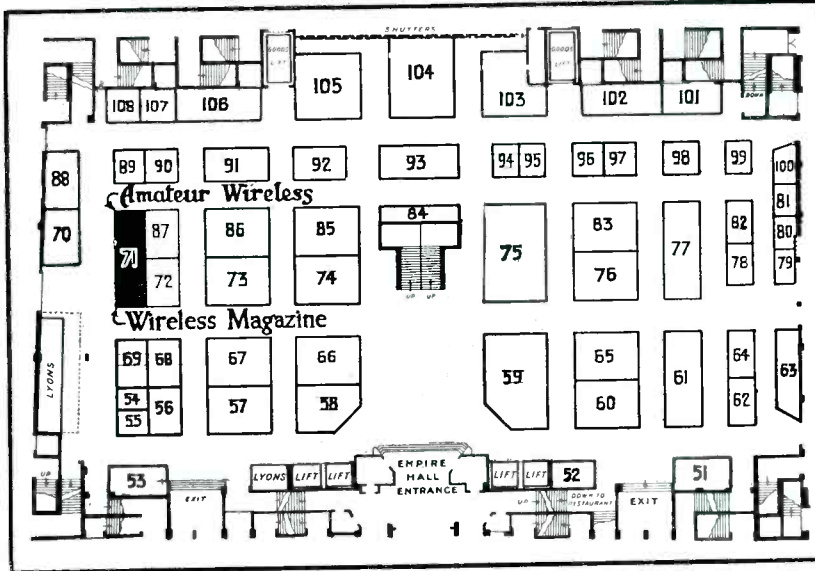 SHUTTERS
GOODS LIFT
GOODS LIFT
105
104
103
108 107 106
102 101
DOWN
89 90 91 92 93 94 95 96 97 98 99 100
88
Amateur Wireless
70
71
87 86 85 84 75 83 77 82 81
80
72 73 74 76 78 79
UP UP
Wireless Magazine
LYONS
69 68 67 66 59 65 61 64 63
54
55
56 57 58 60 62
UP
53
EXIT
LYONS LIFT LIFT
EMPIRE
HALL
ENTRANCE
LIFT LIFT 52
UP
DOWN TO
RESTAURANT
51
EXIT